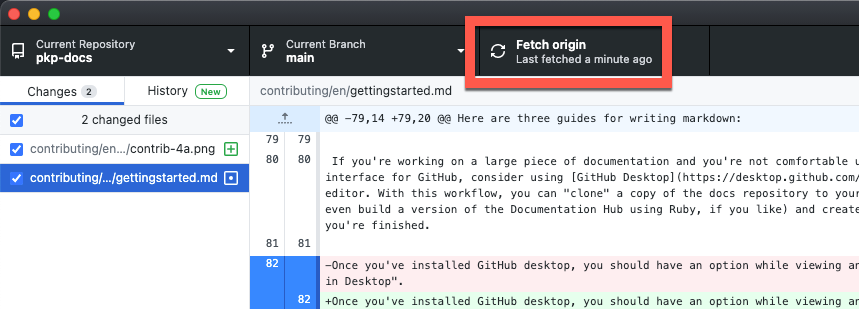 Current Repository
pkp-docs
Current Branch
main
Fetch origin
Last fetched a minute ago
Changes 2
History New
contributing/en/gettingstarted.md
2 changed files
@@ -79,14 +79,20 @@ Here are three guides for writing markdown:
contributing/en.../contrib-4a.png
79 79
80 80 If you're working on a large piece of documentation and you're not comfortable u
interface for GitHub, consider using [GitHub Desktop](https://desktop.github.com/
contributing/.../gettingstarted.md
editor. With this workflow, you can "clone" a copy of the docs repository to your
even build a version of the Documentation Hub using Ruby, if you like) and create
you're finished.
81 81
82 -Once you've installed GitHub desktop, you should have an option while viewing an
in Desktop".
82 +Once you've installed GitHub desktop, you should have an option while viewing an